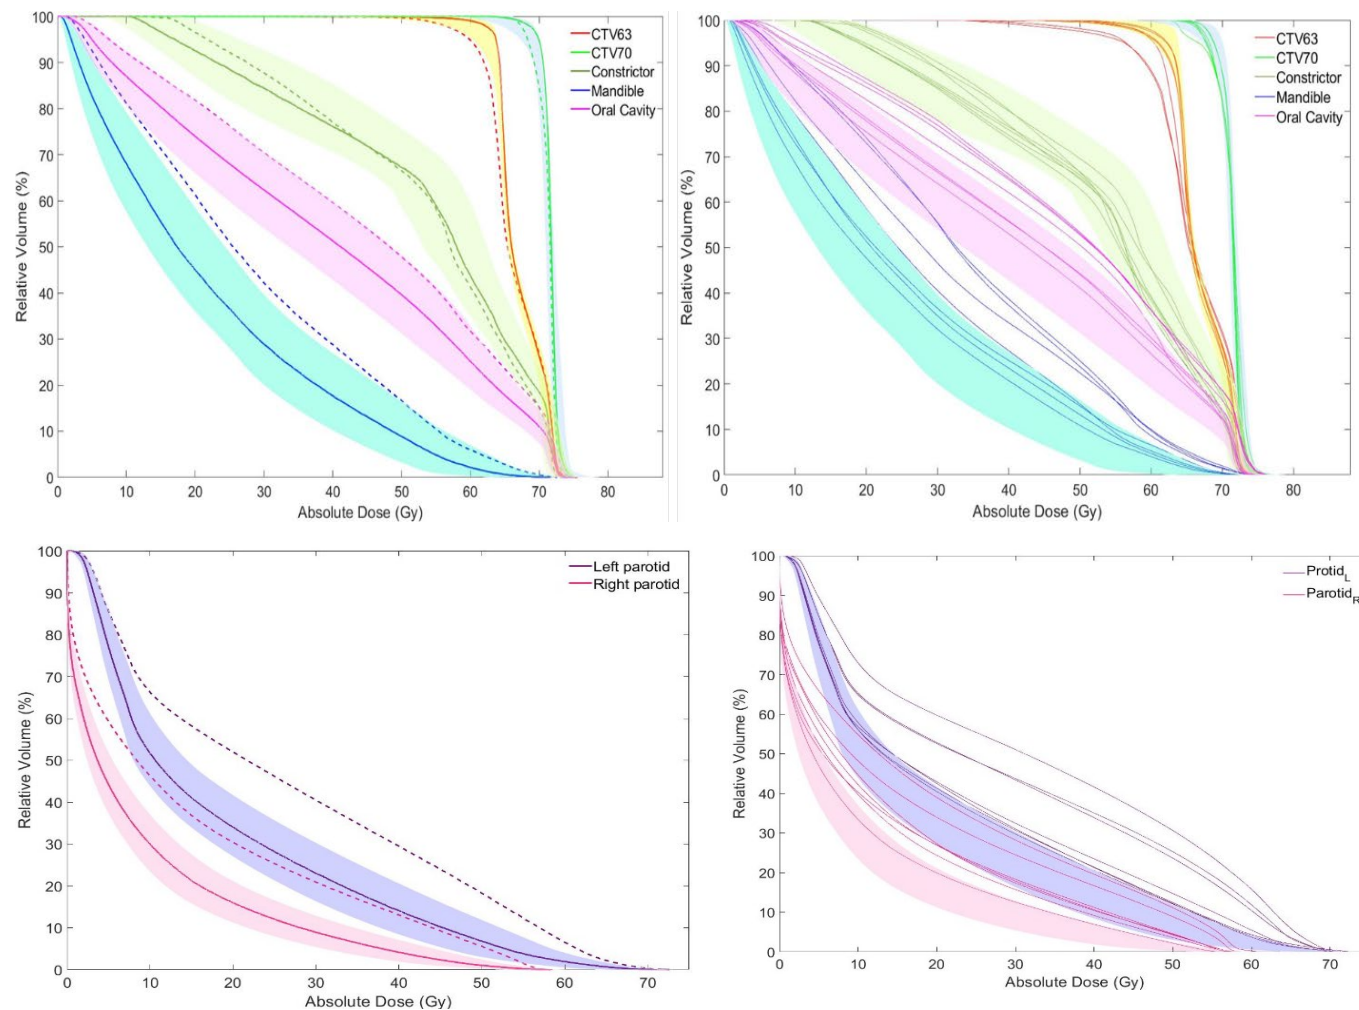 100
90
80
70
60
50
40
30
20
10
0
Relative Volume (%)
CTV63
CTV70
Constrictor
Mandible
Oral Cavity
0 10 20 30 40 50 60 70 80
Absolute Dose (Gy)
100
90
80
70
60
50
40
30
20
10
0
Relative Volume (%)
CTV63
CTV70
Constrictor
Mandible
Oral Cavity
0 10 20 30 40 50 60 70 80
Absolute Dose (Gy)
100
90
80
70
60
50
40
30
20
10
0
Relative Volume (%)
Left parotid
Right parotid
0 10 20 30 40 50 60 70
Absolute Dose (Gy)
100
90
80
70
60
50
40
30
20
10
0
Relative Volume (%)
Protid_L
Parotid_R
0 10 20 30 40 50 60 70
Absolute Dose (Gy)